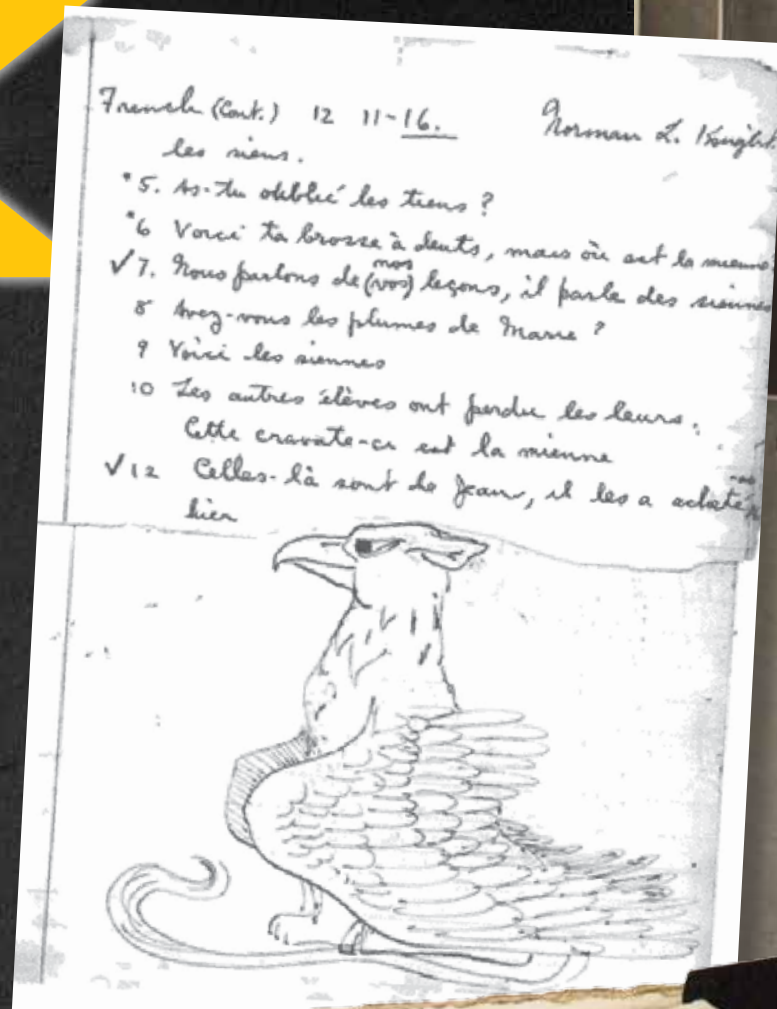 French (Cont.) 12 11-16. Norman L. Knight.
les siens.
*5. As-tu oublié les tiens?
*6 Voici ta brosse à dents, mais où est la mienne
nos
✓7. Nous parlons de (vos) leçons, il parle des siennes
8 Avez-vous les plumes de Marie?
9 Voici les siennes
10 Les autres élèves ont perdu les leurs.
Cette cravate-ci est la mienne
✓12 Celles-là sont de Jean, il les a acheté
hier